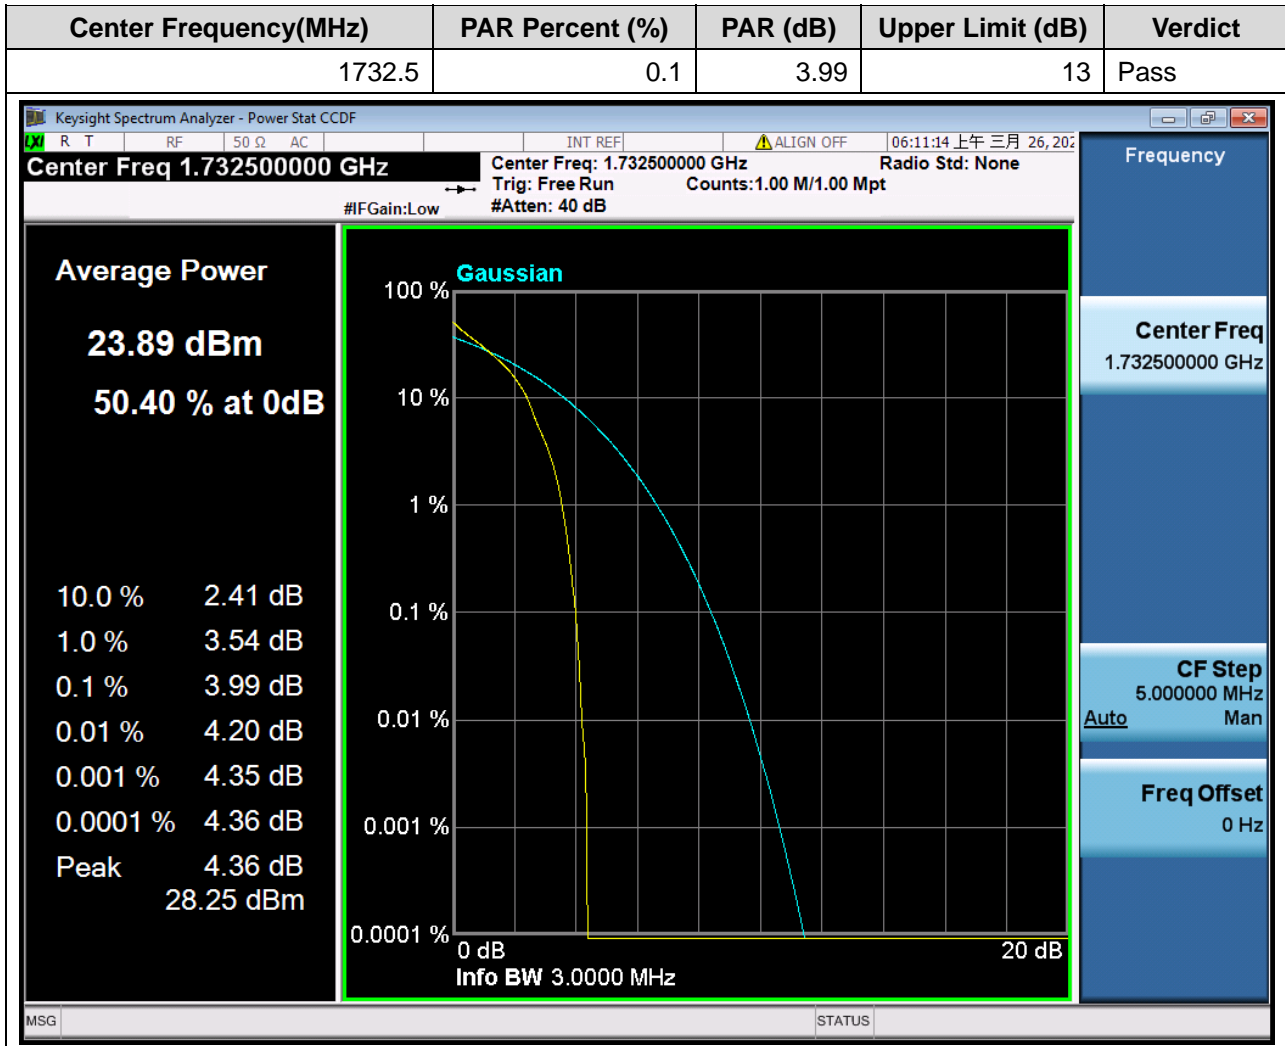 Center Frequency(MHz) PAR Percent (%) PAR (dB) Upper Limit (dB) Verdict
1732.5 0.1 3.99 13 Pass
Keysight Spectrum Analyzer - Power Stat CCDF
LXI R T RF 50 Ω AC INT REF ALIGN OFF 06:11:14 上午 三月 26, 202
Center Freq 1.732500000 GHz
Center Freq: 1.732500000 GHz Radio Std: None
Trig: Free Run Counts:1.00 M/1.00 Mpt
#IFGain:Low #Atten: 40 dB
Frequency
Average Power
23.89 dBm
50.40 % at 0dB
10.0 % 2.41 dB
1.0 % 3.54 dB
0.1 % 3.99 dB
0.01 % 4.20 dB
0.001 % 4.35 dB
0.0001 % 4.36 dB
Peak 4.36 dB
28.25 dBm
Gaussian
100 %
10 %
1 %
0.1 %
0.01 %
0.001 %
0.0001 %
0 dB 20 dB
Info BW 3.0000 MHz
Center Freq
1.732500000 GHz
CF Step
5.000000 MHz
Auto Man
Freq Offset
0 Hz
MSG STATUS